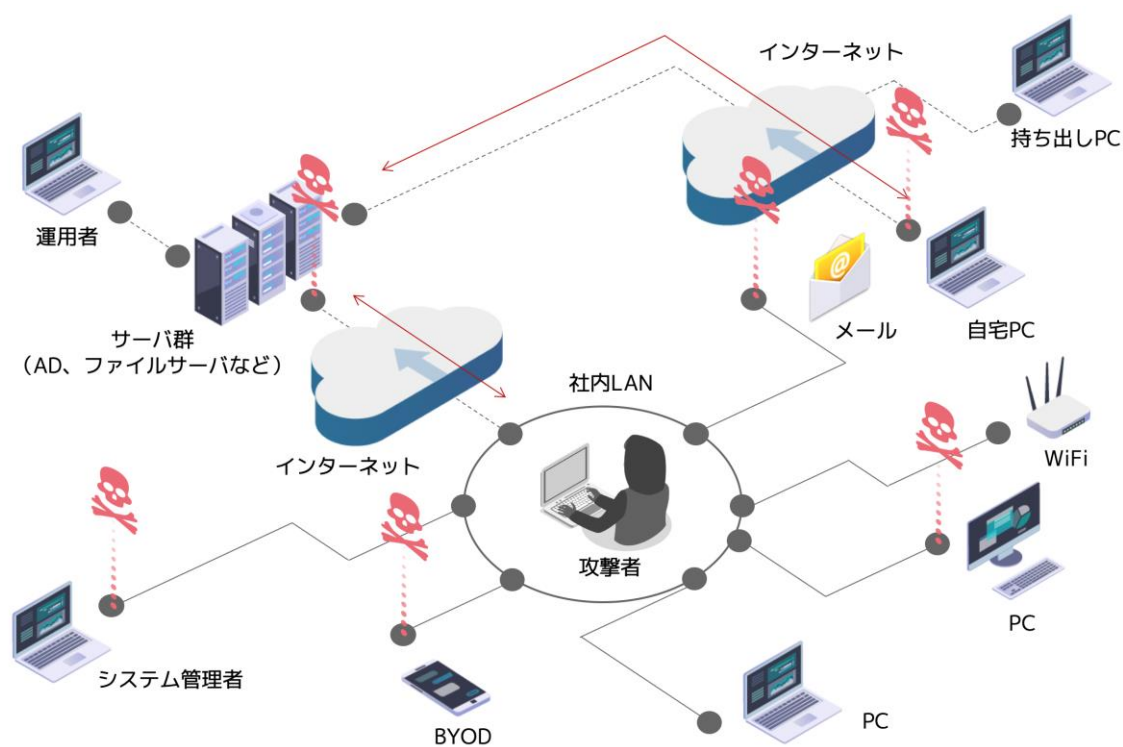 インターネット
持ち出しPC
運用者
@
メール
自宅PC
サーバ群
（AD、ファイルサーバなど）
社内LAN
WiFi
インターネット
攻撃者
PC
システム管理者
BYOD
PC